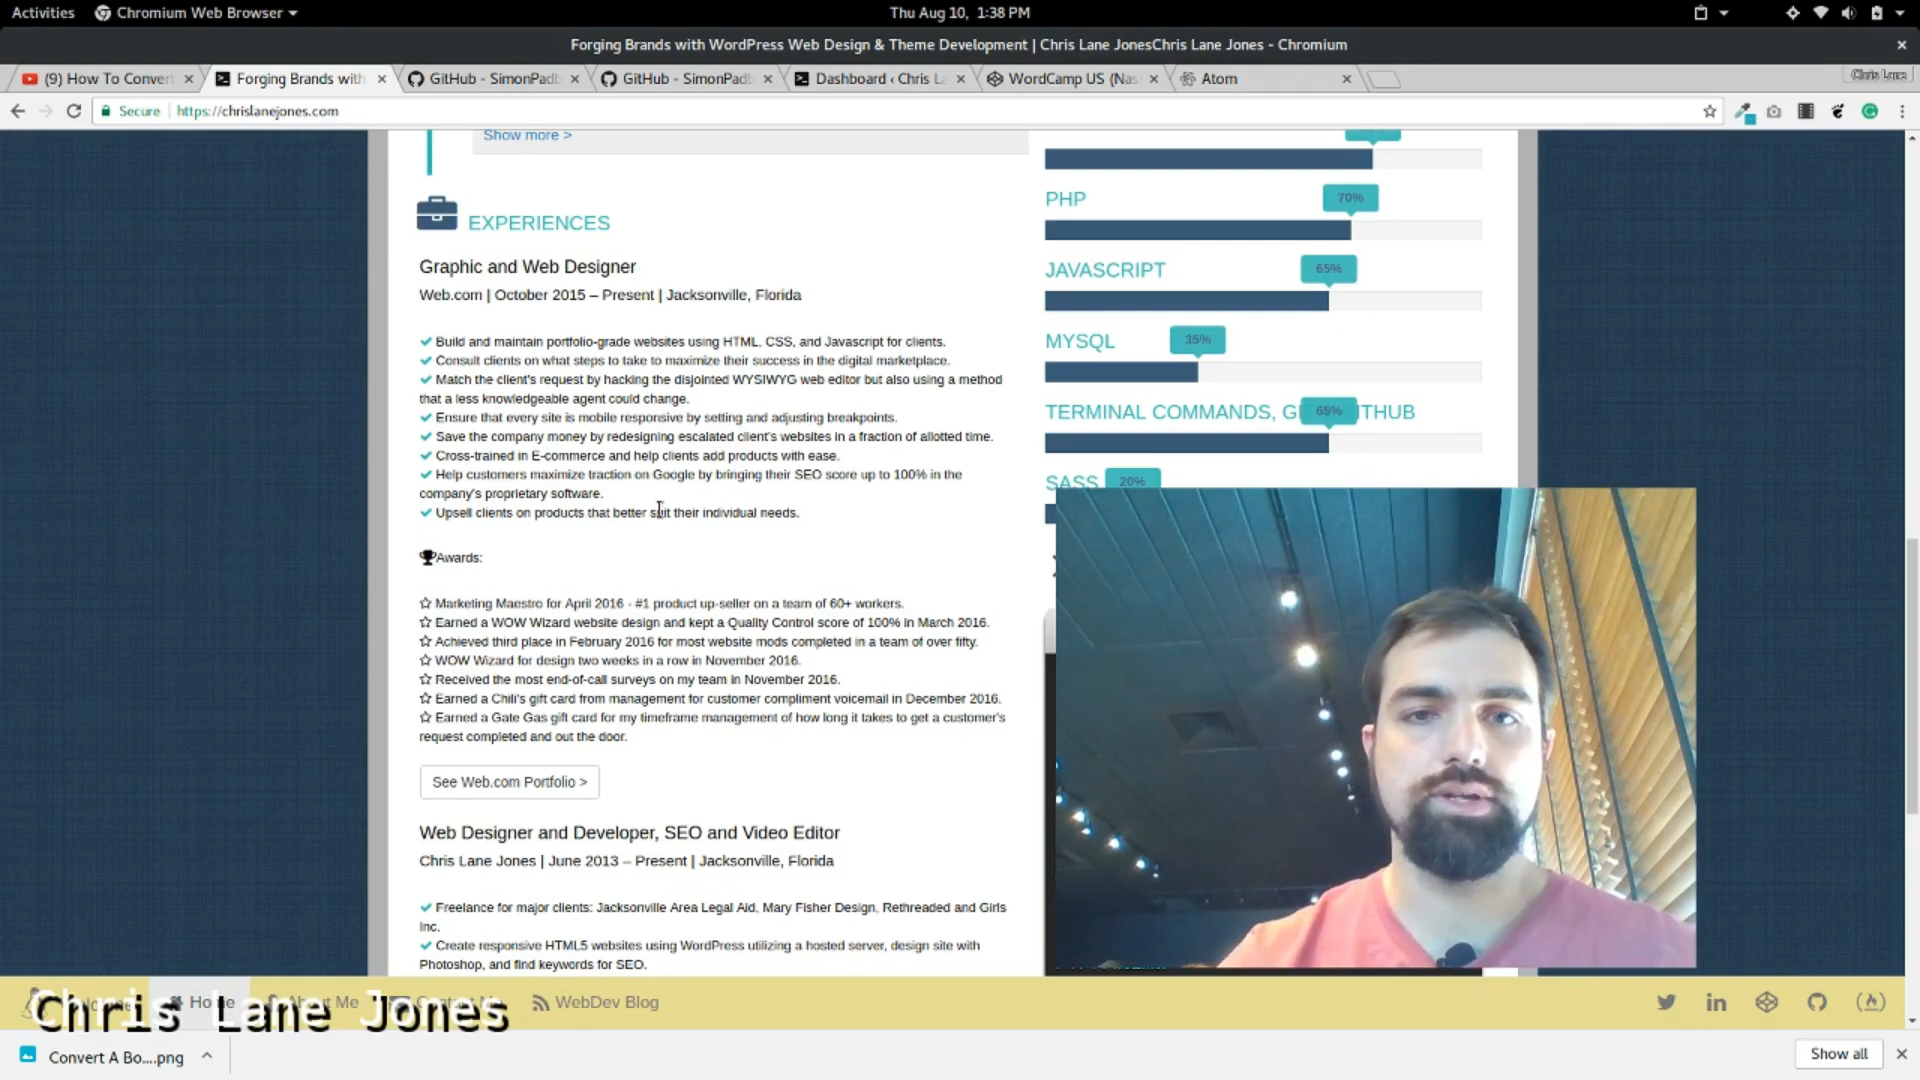 Activities
Chromium Web Browser
Thu Aug 10, 1:38 PM
Forging Brands with WordPress Web Design & Theme Development | Chris Lane JonesChris Lane Jones - Chromium
(9) How To Convert
Forging Brands with
GitHub - SimonPadb
GitHub - SimonPadb
Dashboard ‹ Chris La
WordCamp US (Nas
Atom
Chris Lane
Secure
https://chrislanejones.com
Show more >
EXPERIENCES
Graphic and Web Designer
Web.com | October 2015 – Present | Jacksonville, Florida
Build and maintain portfolio-grade websites using HTML, CSS, and Javascript for clients.
Consult clients on what steps to take to maximize their success in the digital marketplace.
Match the client's request by hacking the disjointed WYSIWYG web editor but also using a method
that a less knowledgeable agent could change.
Ensure that every site is mobile responsive by setting and adjusting breakpoints.
Save the company money by redesigning escalated client's websites in a fraction of allotted time.
Cross-trained in E-commerce and help clients add products with ease.
Help customers maximize traction on Google by bringing their SEO score up to 100% in the
company's proprietary software.
Upsell clients on products that better suit their individual needs.
Awards:
Marketing Maestro for April 2016 - #1 product up-seller on a team of 60+ workers.
Earned a WOW Wizard website design and kept a Quality Control score of 100% in March 2016.
Achieved third place in February 2016 for most website mods completed in a team of over fifty.
WOW Wizard for design two weeks in a row in November 2016.
Received the most end-of-call surveys on my team in November 2016.
Earned a Chili's gift card from management for customer compliment voicemail in December 2016.
Earned a Gate Gas gift card for my timeframe management of how long it takes to get a customer's
request completed and out the door.
See Web.com Portfolio >
Web Designer and Developer, SEO and Video Editor
Chris Lane Jones | June 2013 – Present | Jacksonville, Florida
Freelance for major clients: Jacksonville Area Legal Aid, Mary Fisher Design, Rethreaded and Girls
Inc.
Create responsive HTML5 websites using WordPress utilizing a hosted server, design site with
Photoshop, and find keywords for SEO.
PHP
70%
JAVASCRIPT
65%
MYSQL
35%
TERMINAL COMMANDS,
65%
SASS
20%
Home
About Me
WebDev Blog
Chris Lane Jones
Convert A Bo....png
Show all